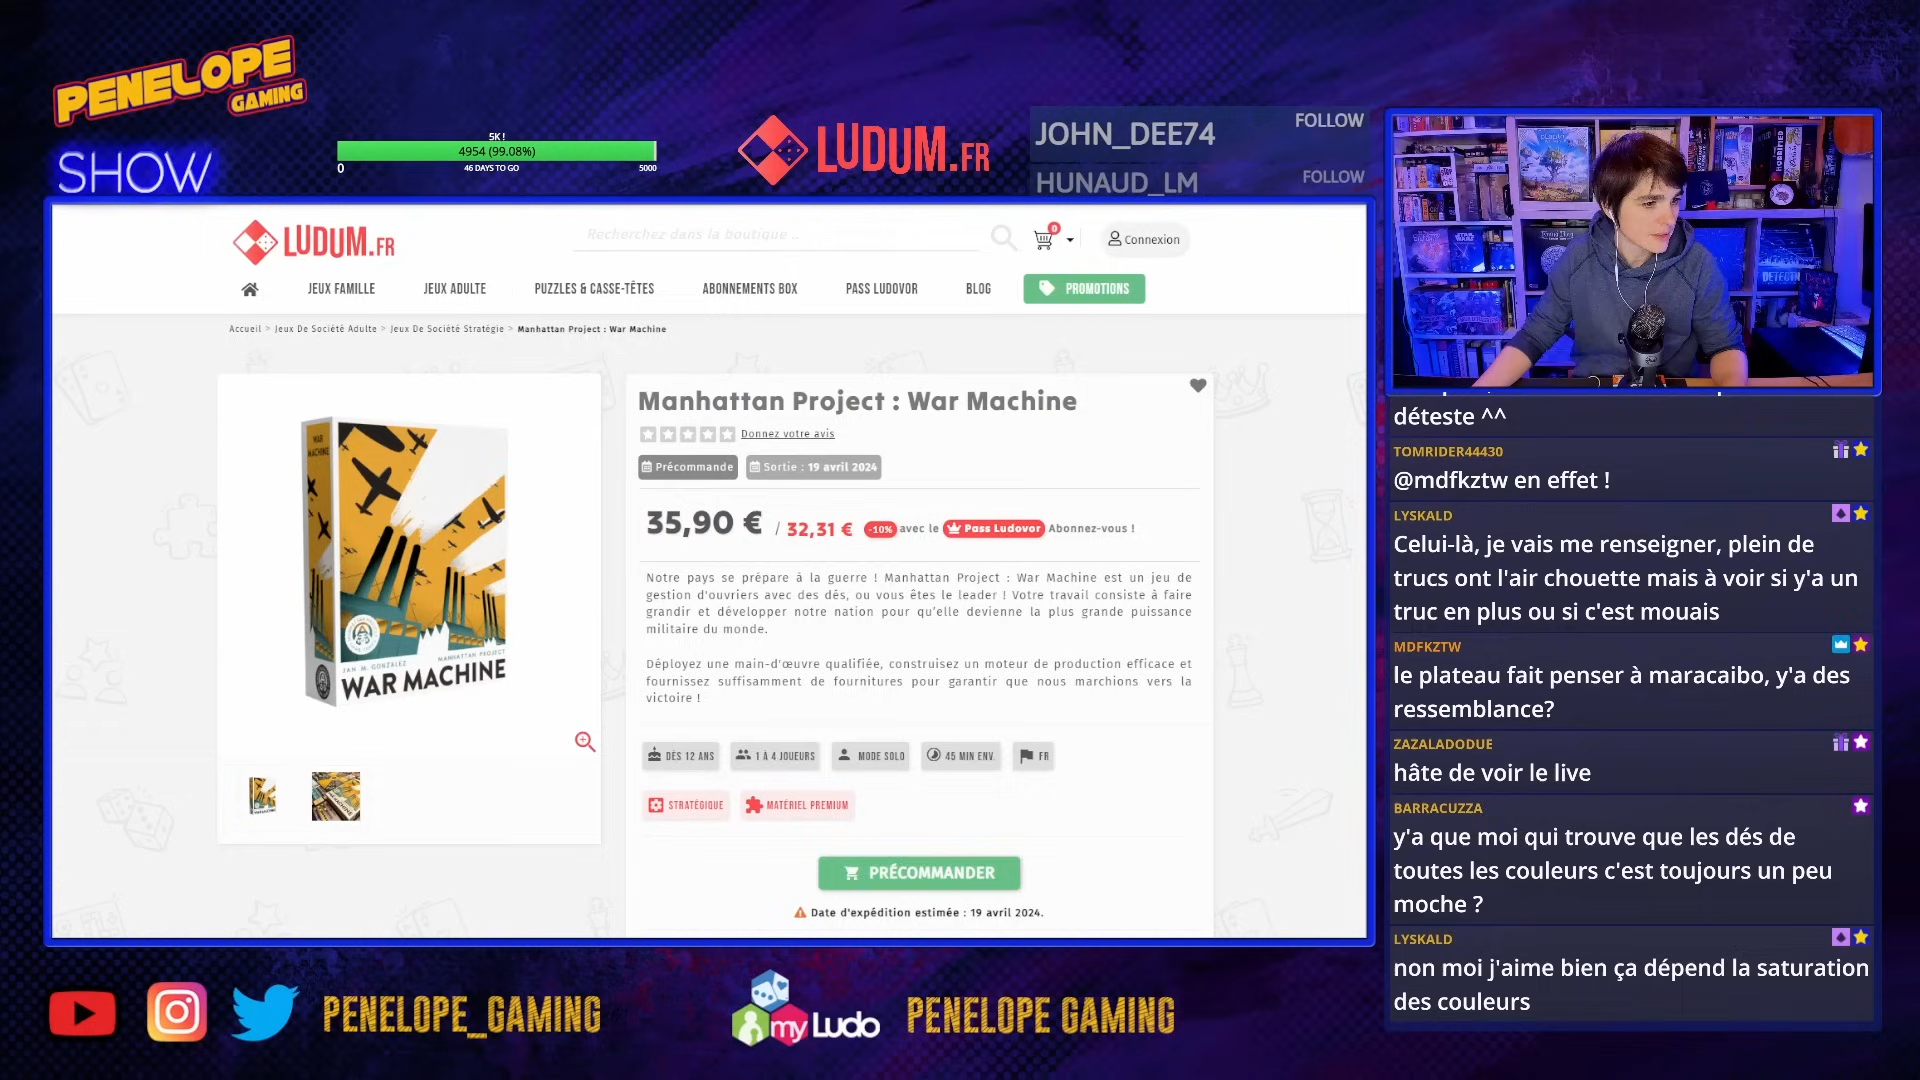 PENELOPE
GAMING
SHOW
5K !
4954 (99.08%)
0
46 DAYS TO GO
5000
LUDUM.FR
JOHN_DEE74
FOLLOW
HUNAUD_LM
FOLLOW
LUDUM.FR
Recherchez dans la boutique ..
0
Connexion
JEUX FAMILLE
JEUX ADULTE
PUZZLES & CASSE-TÊTES
ABONNEMENTS BOX
PASS LUDOVOR
BLOG
PROMOTIONS
Accueil > Jeux De Société Adulte > Jeux De Société Stratégie > Manhattan Project : War Machine
WAR MACHINE
JAN M. GONZALEZ
MANHATTAN PROJECT
WAR MACHINE
Manhattan Project : War Machine
Donnez votre avis
Précommande
Sortie : 19 avril 2024
35,90 € / 32,31 € -10% avec le Pass Ludovor Abonnez-vous !
Notre pays se prépare à la guerre ! Manhattan Project : War Machine est un jeu de
gestion d'ouvriers avec des dés, ou vous êtes le leader ! Votre travail consiste à faire
grandir et développer notre nation pour qu'elle devienne la plus grande puissance
militaire du monde.
Déployez une main-d'œuvre qualifiée, construisez un moteur de production efficace et
fournissez suffisamment de fournitures pour garantir que nous marchions vers la
victoire !
DÈS 12 ANS
1 À 4 JOUEURS
MODE SOLO
45 MIN ENV.
FR
STRATÉGIQUE
MATÉRIEL PREMIUM
PRÉCOMMANDER
Date d'expédition estimée : 19 avril 2024.
déteste ^^
TOMRIDER44430
@mdfkztw en effet !
LYSKALD
Celui-là, je vais me renseigner, plein de
trucs ont l'air chouette mais à voir si y'a un
truc en plus ou si c'est mouais
MDFKZTW
le plateau fait penser à maracaibo, y'a des
ressemblance?
ZAZALADODUE
hâte de voir le live
BARRACUZZA
y'a que moi qui trouve que les dés de
toutes les couleurs c'est toujours un peu
moche ?
LYSKALD
non moi j'aime bien ça dépend la saturation
des couleurs
PENELOPE_GAMING
myLudo
PENELOPE GAMING